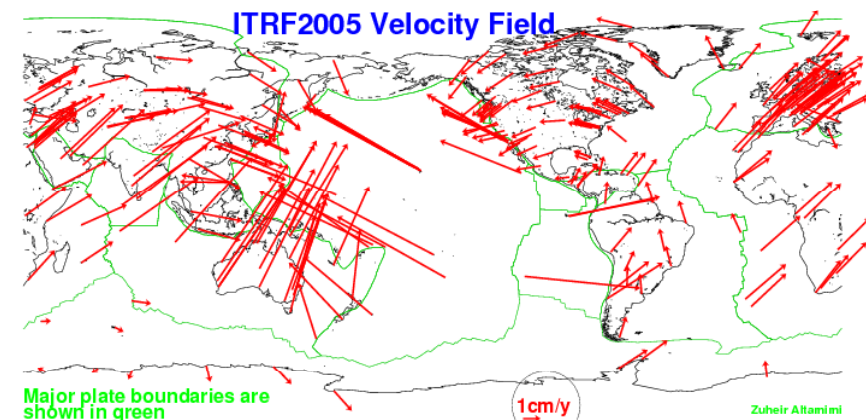 ITRF2005 Velocity Field
Major plate boundaries are
shown in green
1cm/y
Zuheir Altamimi